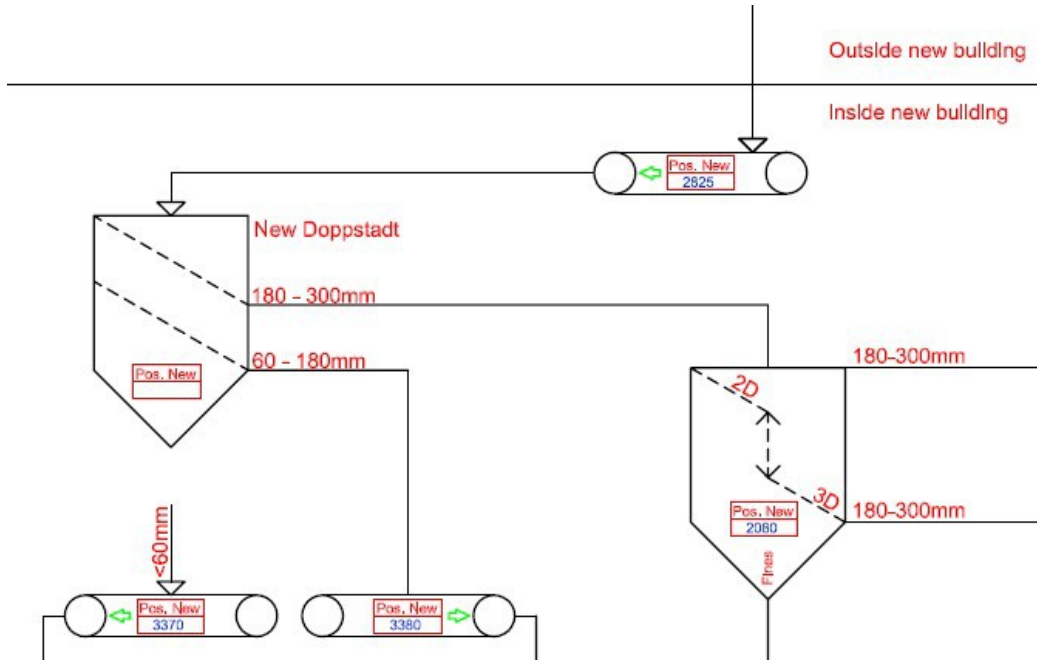 Outside new building
Inside new building
Pos. New
2825
New Doppstadt
180 - 300mm
60 - 180mm
Pos. New
180-300mm
2D
3D
180-300mm
Pos. New
2080
Fines
<60mm
Pos. New
3370
Pos. New
3380